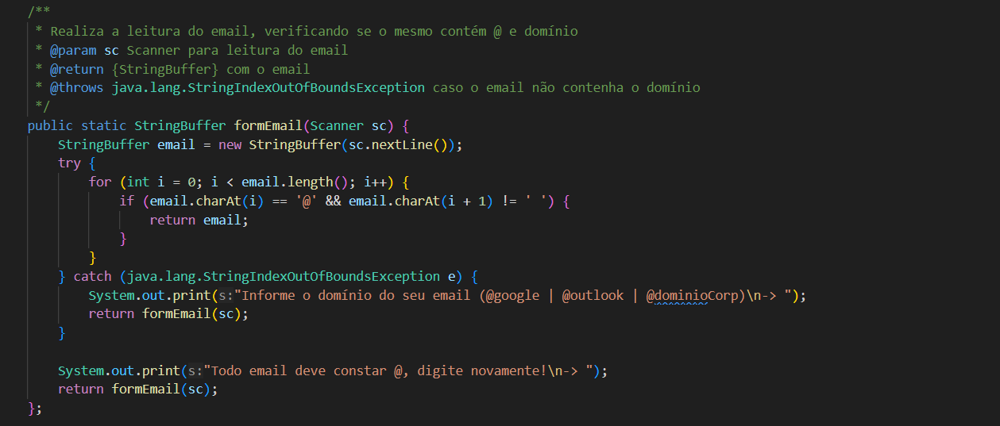 /**
 * Realiza a leitura do email, verificando se o mesmo contém @ e domínio
 * @param sc Scanner para leitura do email
 * @return {StringBuffer} com o email
 * @throws java.lang.StringIndexOutOfBoundsException caso o email não contenha o domínio
 */
public static StringBuffer formEmail(Scanner sc) {
    StringBuffer email = new StringBuffer(sc.nextLine());
    try {
        for (int i = 0; i < email.length(); i++) {
            if (email.charAt(i) == '@' && email.charAt(i + 1) != ' ') {
                return email;
            }
        }
    } catch (java.lang.StringIndexOutOfBoundsException e) {
        System.out.print(s:"Informe o domínio do seu email (@google | @outlook | @dominioCorp)\n-> ");
        return formEmail(sc);
    }

    System.out.print(s:"Todo email deve constar @, digite novamente!\n-> ");
    return formEmail(sc);
};